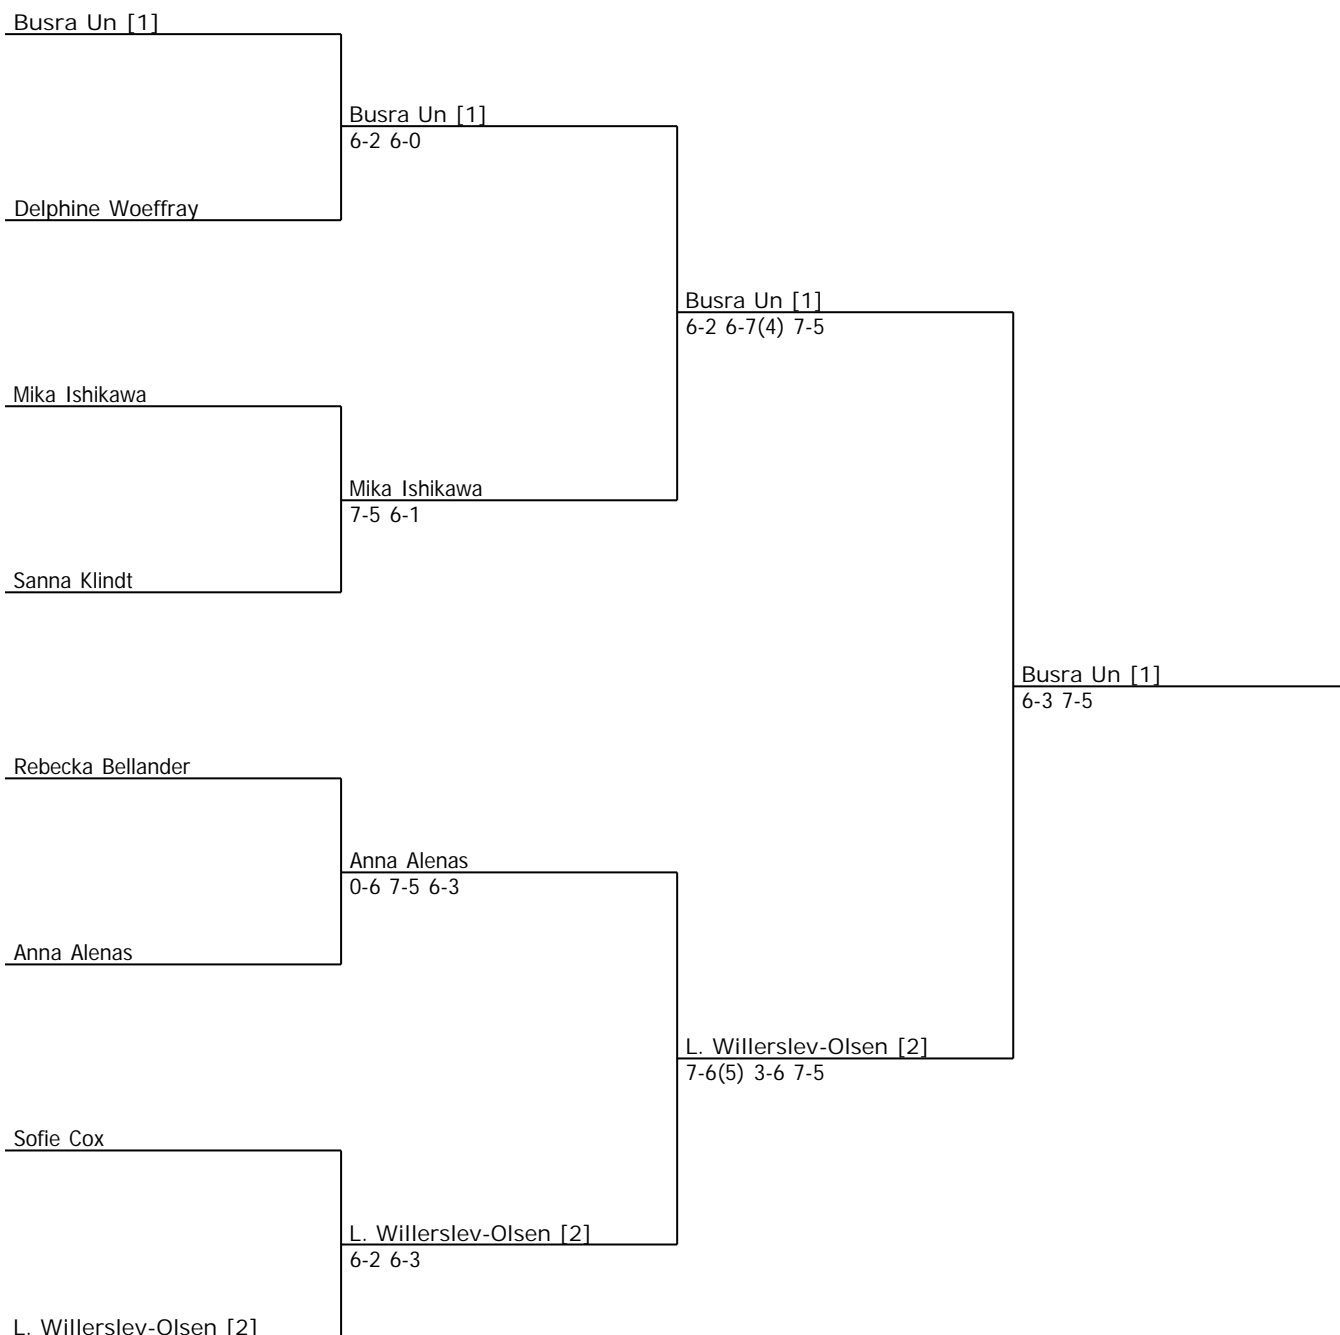 Busra Un [1]
Busra Un [1]
6-2 6-0
Delphine Woeffray
Busra Un [1]
6-2 6-7(4) 7-5
Mika Ishikawa
Mika Ishikawa
7-5 6-1
Sanna Klindt
Busra Un [1]
6-3 7-5
Rebecka Bellander
Anna Alenas
0-6 7-5 6-3
Anna Alenas
L. Willerslev-Olsen [2]
7-6(5) 3-6 7-5
Sofie Cox
L. Willerslev-Olsen [2]
6-2 6-3
L. Willerslev-Olsen [2]